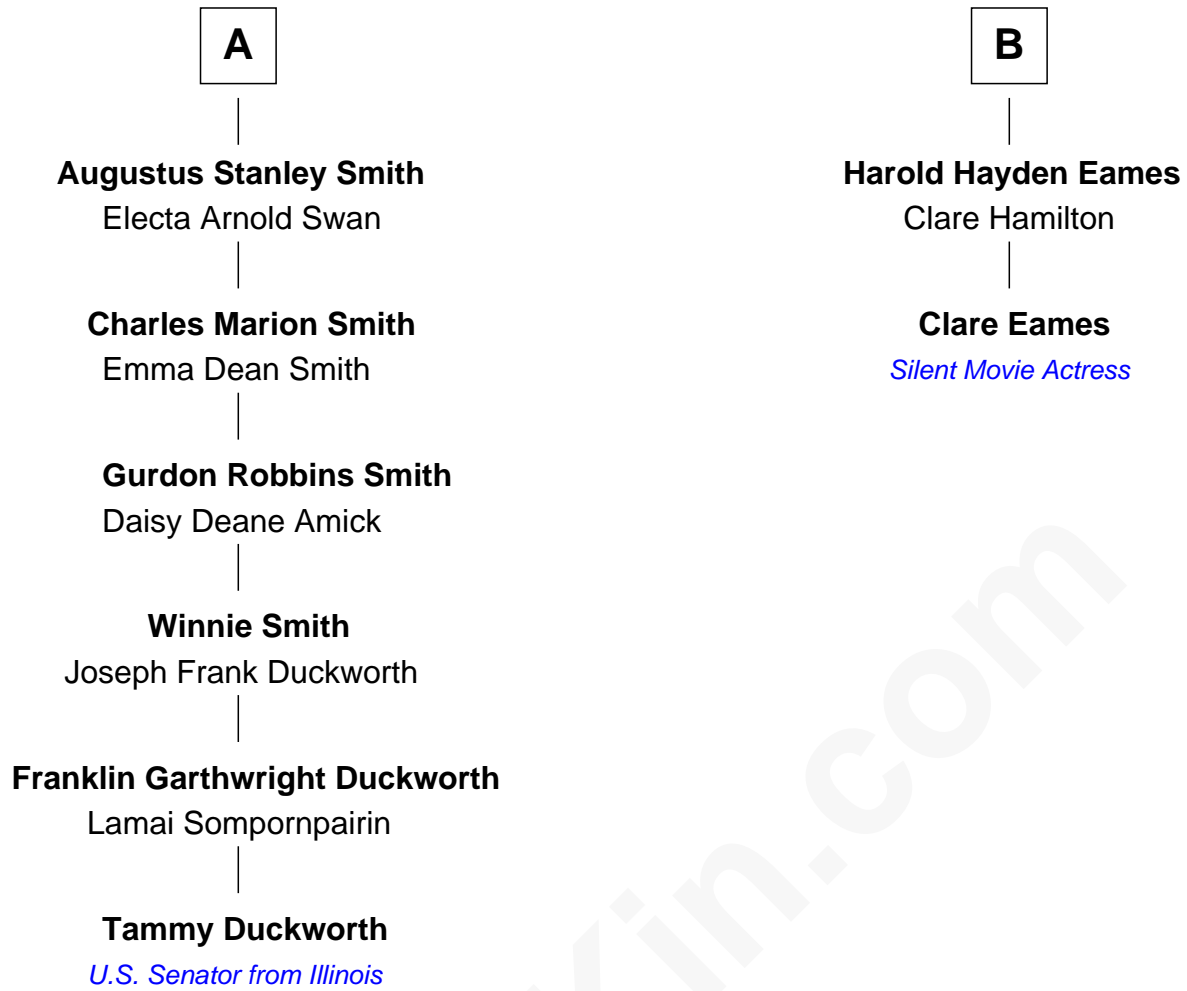 A
Augustus Stanley Smith
Electa Arnold Swan
Charles Marion Smith
Emma Dean Smith
Gurdon Robbins Smith
Daisy Deane Amick
Winnie Smith
Joseph Frank Duckworth
Franklin Garthwright Duckworth
Lamai Sompornpairin
Tammy Duckworth
U.S. Senator from Illinois
B
Harold Hayden Eames
Clare Hamilton
Clare Eames
Silent Movie Actress
Kin.com